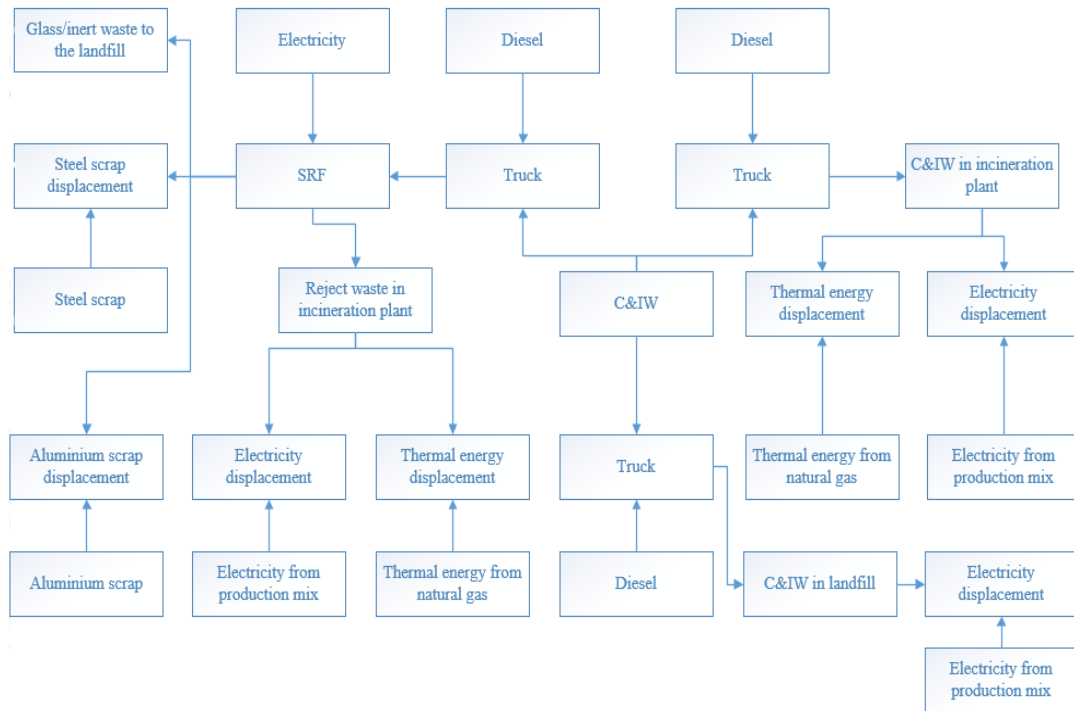 Glass/inert waste to
the landfill
Electricity
Diesel
Diesel
Steel scrap
displacement
SRF
Truck
Truck
C&IW in incineration
plant
Steel scrap
Reject waste in
incineration plant
C&IW
Thermal energy
displacement
Electricity
displacement
Aluminium scrap
displacement
Electricity
displacement
Thermal energy
displacement
Truck
Thermal energy from
natural gas
Electricity from
production mix
Aluminium scrap
Electricity from
production mix
Thermal energy from
natural gas
Diesel
C&IW in landfill
Electricity
displacement
Electricity from
production mix